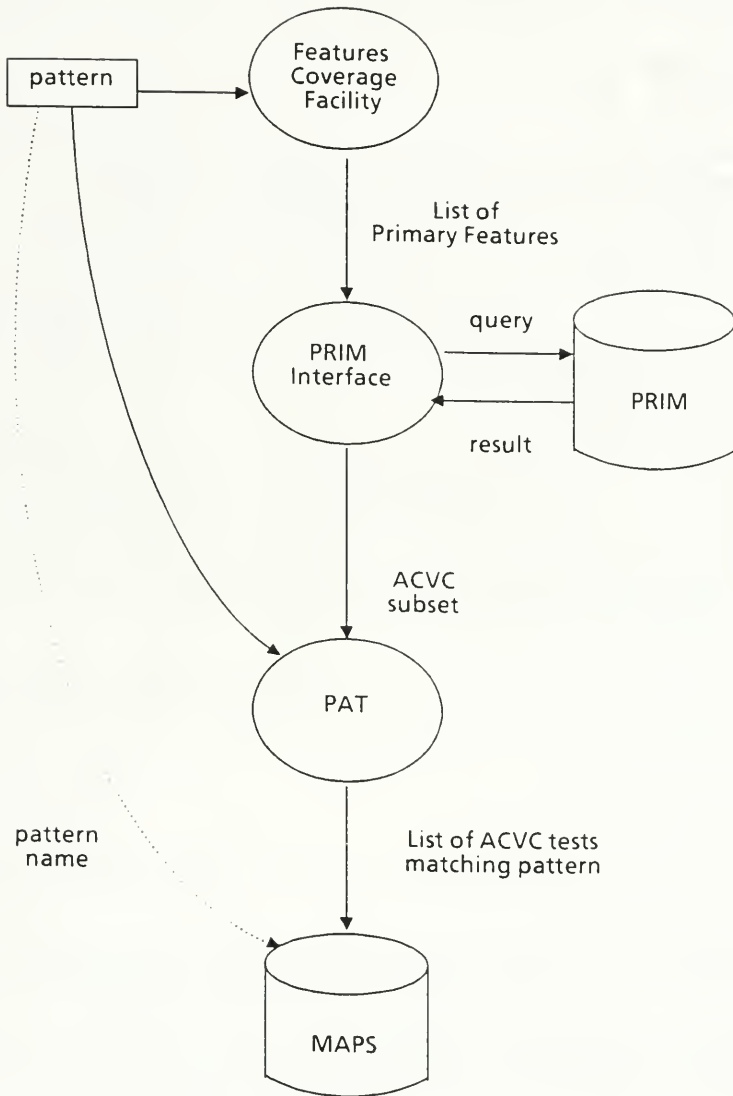 pattern
Features
Coverage
Facility
List of
Primary Features
query
PRIM
Interface
PRIM
result
ACVC
subset
PAT
pattern
name
List of ACVC tests
matching pattern
MAPS